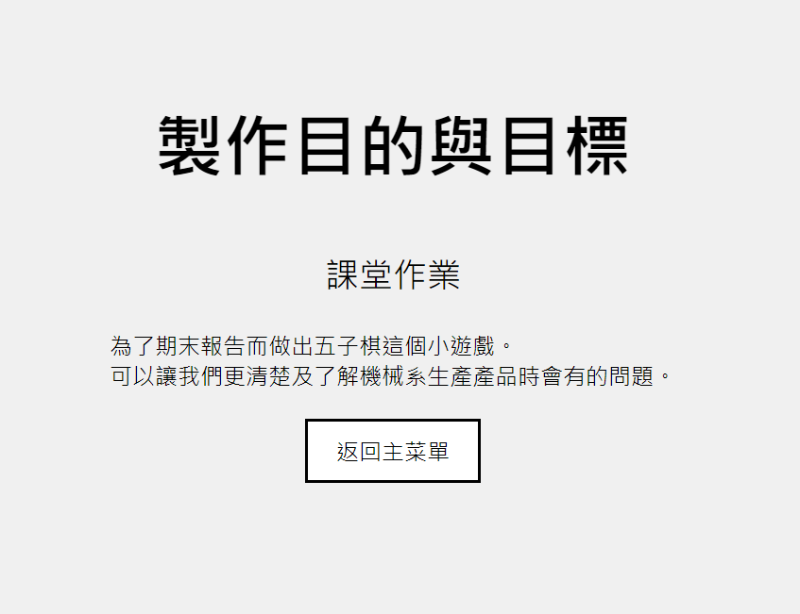 製作目的與目標
課堂作業
為了期末報告而做出五子棋這個小遊戲。
可以讓我們更清楚及了解機械系生產產品時會有的問題。
返回主菜單